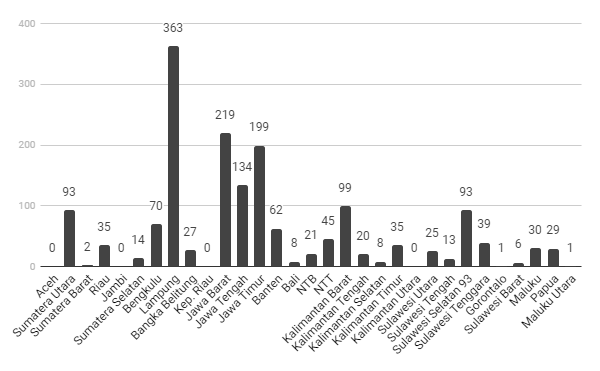 400
300
200
100
0
0
93
2
35
0
14
70
363
27
0
219
134
199
62
8
21
45
99
20
8
35
0
25
13
93
39
1
6
30
29
1
Aceh
Sumatera Utara
Sumatera Barat
Riau
Jambi
Sumatera Selatan
Bengkulu
Lampung
Bangka Belitung
Kep. Riau
Jawa Barat
Jawa Tengah
Jawa Timur
Banten
Bali
NTB
NTT
Kalimantan Barat
Kalimantan Tengah
Kalimantan Selatan
Kalimantan Timur
Kalimantan Utara
Sulawesi Utara
Sulawesi Tengah
Sulawesi Selatan 93
Sulawesi Tenggara
Gorontalo
Sulawesi Barat
Maluku
Papua
Maluku Utara